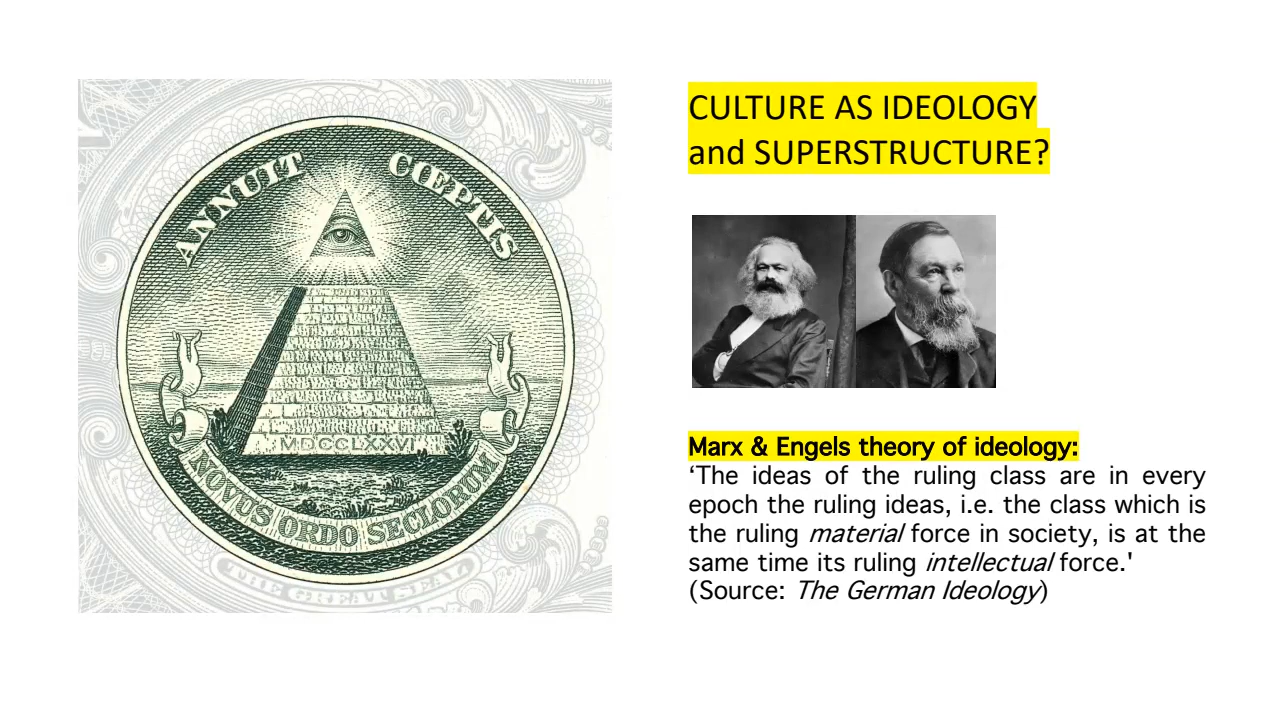 ANNUIT CŒPTIS
MDCCLXXVI
NOVUS ORDO SECLORUM
THE GREAT SEAL
CULTURE AS IDEOLOGY
and SUPERSTRUCTURE?
Marx & Engels theory of ideology:
‘The ideas of the ruling class are in every
epoch the ruling ideas, i.e. the class which is
the ruling material force in society, is at the
same time its ruling intellectual force.'
(Source: The German Ideology)